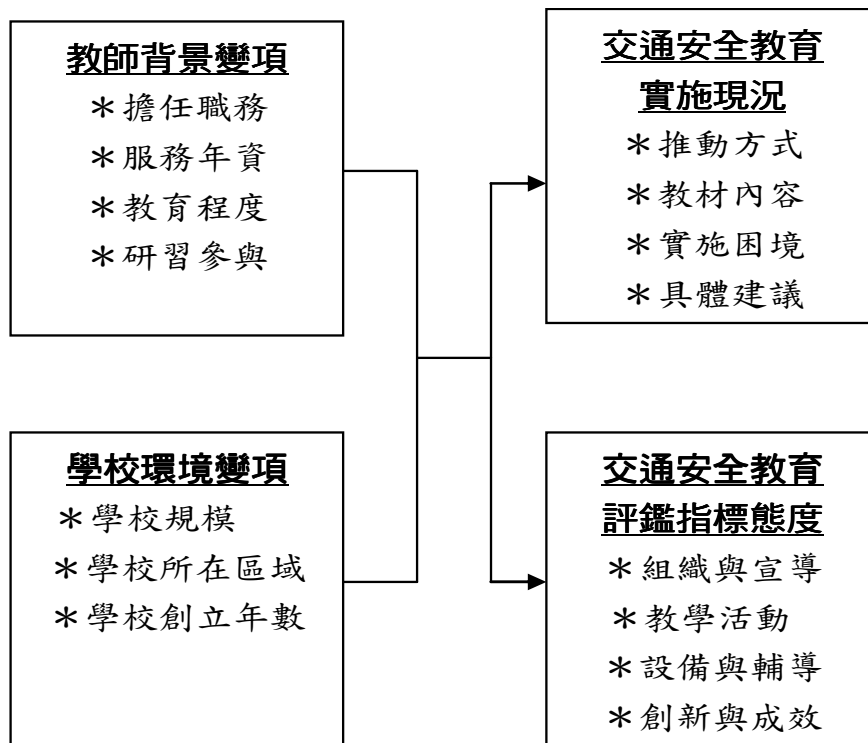 教師背景變項
＊擔任職務
＊服務年資
＊教育程度
＊研習參與
交通安全教育
實施現況
＊推動方式
＊教材內容
＊實施困境
＊具體建議
學校環境變項
＊學校規模
＊學校所在區域
＊學校創立年數
交通安全教育
評鑑指標態度
＊組織與宣導
＊教學活動
＊設備與輔導
＊創新與成效